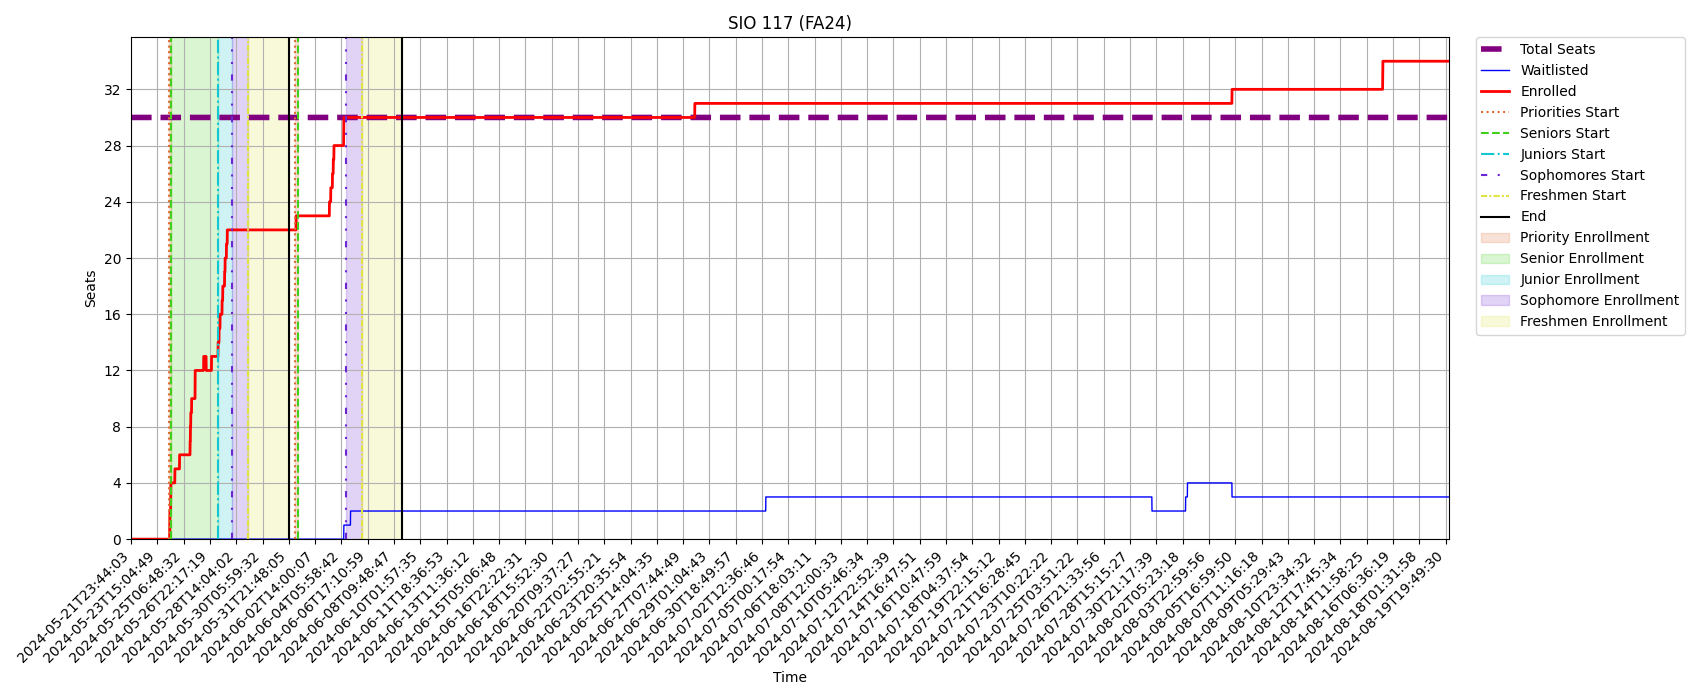 SIO 117 (FA24)
Total Seats
Waitlisted
Enrolled
Priorities Start
Seniors Start
Juniors Start
Sophomores Start
Freshmen Start
End
Priority Enrollment
Senior Enrollment
Junior Enrollment
Sophomore Enrollment
Freshmen Enrollment
Seats
32
28
24
20
16
12
8
4
0
2024-05-21T23:44:03
2024-05-23T15:04:49
2024-05-25T06:48:32
2024-05-26T22:17:19
2024-05-28T14:04:02
2024-05-30T05:59:32
2024-05-31T21:48:05
2024-06-02T14:00:07
2024-06-04T05:58:42
2024-06-06T17:10:59
2024-06-08T09:48:47
2024-06-10T01:57:35
2024-06-11T18:36:53
2024-06-13T11:36:12
2024-06-15T05:06:48
2024-06-16T22:22:31
2024-06-18T15:52:30
2024-06-20T09:37:27
2024-06-22T02:55:21
2024-06-23T20:35:54
2024-06-25T14:04:35
2024-06-27T07:44:49
2024-06-29T01:04:43
2024-06-30T18:49:57
2024-07-02T12:36:46
2024-07-05T00:17:54
2024-07-06T18:03:11
2024-07-08T12:00:33
2024-07-10T05:46:34
2024-07-12T22:52:39
2024-07-14T16:47:51
2024-07-16T10:47:59
2024-07-18T04:37:54
2024-07-19T22:15:12
2024-07-21T16:28:45
2024-07-23T10:22:22
2024-07-25T03:51:22
2024-07-26T21:33:56
2024-07-28T15:15:27
2024-07-30T21:17:39
2024-08-02T05:23:18
2024-08-03T22:59:56
2024-08-05T16:59:50
2024-08-07T11:16:18
2024-08-09T05:29:43
2024-08-10T23:34:32
2024-08-12T17:45:34
2024-08-14T11:58:25
2024-08-16T06:36:19
2024-08-18T01:31:58
2024-08-19T19:49:30
Time